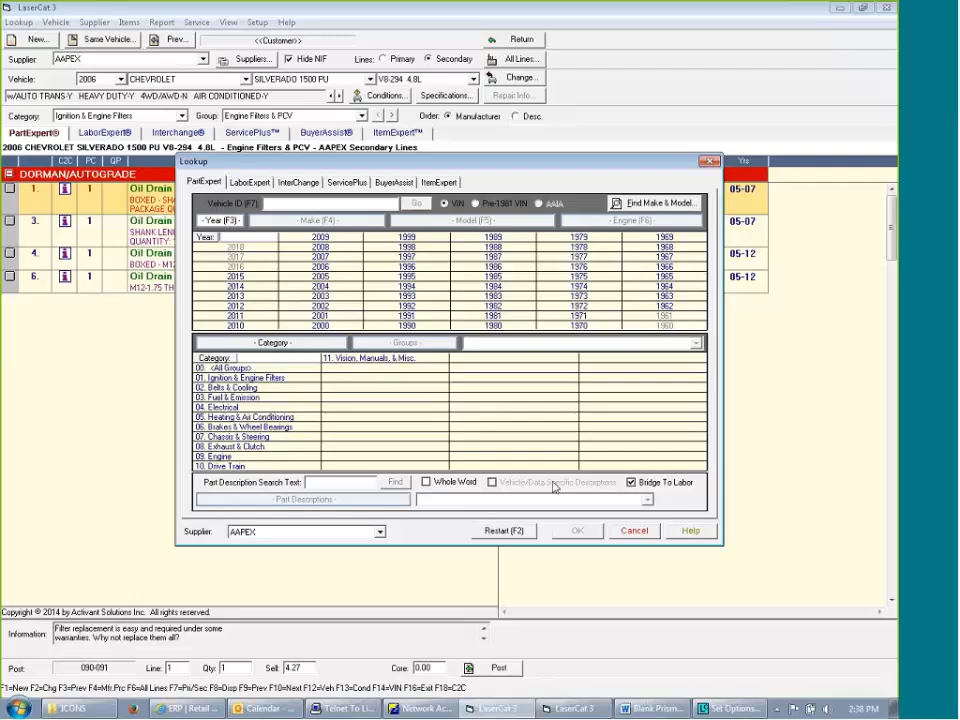 LaserCat 3
Lookup Vehicle Supplier Items Report Service View Setup Help
New... Same Vehicle... Prev... <<Customer>> Return
Supplier: AAPEX Suppliers... Hide NIF Lines: Primary Secondary All Lines...
Vehicle: 2006 CHEVROLET SILVERADO 1500 PU V8-294 4.8L Change...
w/AUTO TRANS-Y HEAVY DUTY-Y 4WD/AWD-N AIR CONDITIONED-Y Conditions... Specifications... Repair Info...
Category: Ignition & Engine Filters Group: Engine Filters & PCV Order: Manufacturer Desc.
PartExpert® LaborExpert® Interchange® ServicePlus™ BuyerAssist® ItemExpert™
2006 CHEVROLET SILVERADO 1500 PU V8-294 4.8L - Engine Filters & PCV - AAPEX Secondary Lines
C2C PC QP Yrs
DORMAN/AUTOGRADE
1. 1 Oil Drain 05-07
BOXED - SH
PACKAGE Q
3. 1 Oil Drain 05-07
SHANK LEN
QUANTITY:
4. 1 Oil Drain 05-12
BOXED - M1
6. 1 Oil Drain 05-12
M12-1.75 TH
Lookup
PartExpert LaborExpert InterChange ServicePlus BuyerAssist ItemExpert
Vehicle ID (F7): Go VIN Pre-1981 VIN AAIA Find Make & Model...
- Year (F3) - - Make (F4) - - Model (F5) - - Engine (F6) -
Year: 2009 1999 1989 1979 1969
2018 2008 1998 1988 1978 1968
2017 2007 1997 1987 1977 1967
2016 2006 1996 1986 1976 1966
2015 2005 1995 1985 1975 1965
2014 2004 1994 1984 1974 1964
2013 2003 1993 1983 1973 1963
2012 2002 1992 1982 1972 1962
2011 2001 1991 1981 1971 1961
2010 2000 1990 1980 1970 1960
- Category - - Groups -
Category: 11. Vision, Manuals, & Misc.
00. <All Groups>
01. Ignition & Engine Filters
02. Belts & Cooling
03. Fuel & Emission
04. Electrical
05. Heating & Air Conditioning
06. Brakes & Wheel Bearings
07. Chassis & Steering
08. Exhaust & Clutch
09. Engine
10. Drive Train
Part Description Search Text: Find Whole Word Vehicle/Data Specific Descriptions Bridge To Labor
- Part Descriptions -
Supplier: AAPEX Restart (F2) OK Cancel Help
Copyright © 2014 by Activant Solutions Inc. All rights reserved.
Information: Filter replacement is easy and required under some
warranties. Why not replace them all?
Post: 090-091 Line: 1 Qty: 1 Sell: 4.27 Core: 0.00 Post
F1=New F2=Chg F3=Prev F4=Mfr.Prc F6=All Lines F7=Pri/Sec F8=Disp F9=Prev F10=Next F12=Veh F13=Cond F14=VIN F16=Exit F18=C2C
ICONS ERP | Retail ... Calendar - ... Telnet To Li... Network Ac... LaserCat 3 LaserCat 3 Blank Prism... Set Options... 2:38 PM